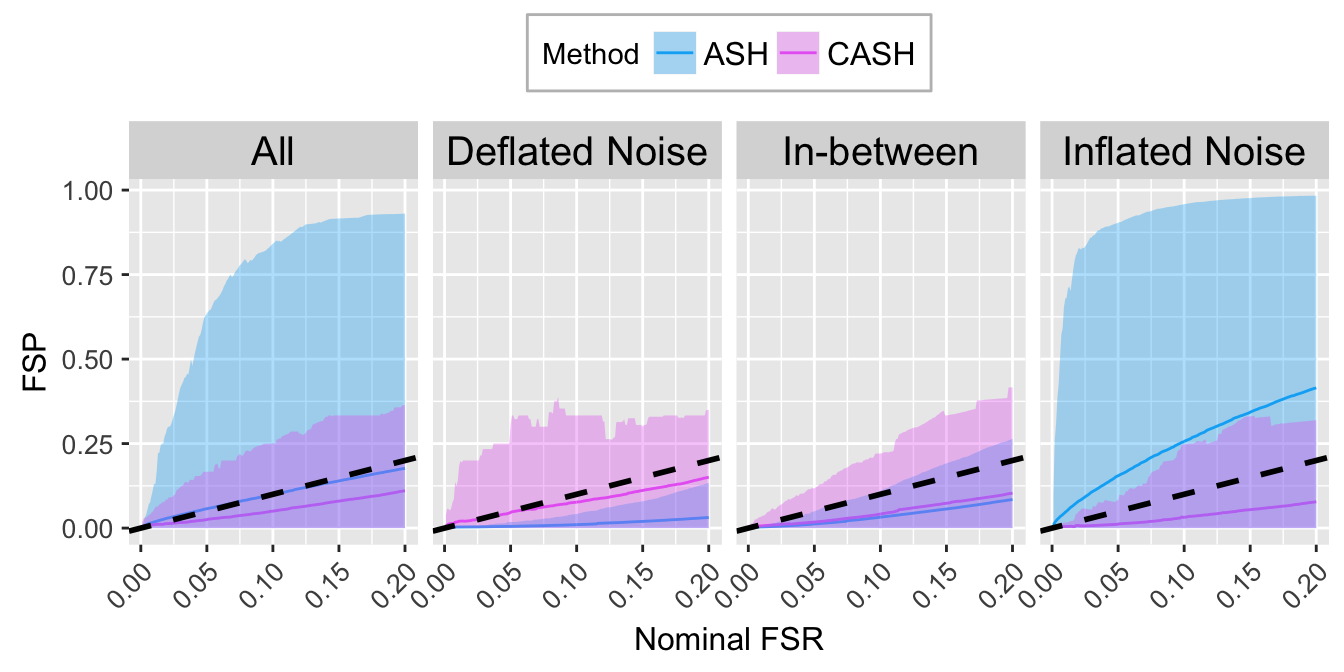 Method ASH CASH
All Deflated Noise In-between Inflated Noise
1.00
0.75
0.50
0.25
0.00
FSP
0.00 0.05 0.10 0.15 0.20 0.00 0.05 0.10 0.15 0.20 0.00 0.05 0.10 0.15 0.20 0.00 0.05 0.10 0.15 0.20
Nominal FSR